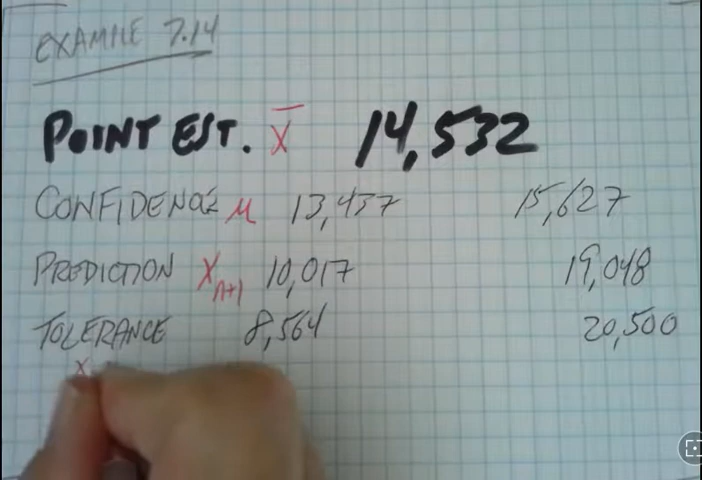 EXAMPLE 7.14
POINT EST. X̄ 14,532
CONFIDENCE μ 13,437 15,627
PREDICTION Xn+1 10,017 19,048
TOLERANCE 8,564 20,500
X